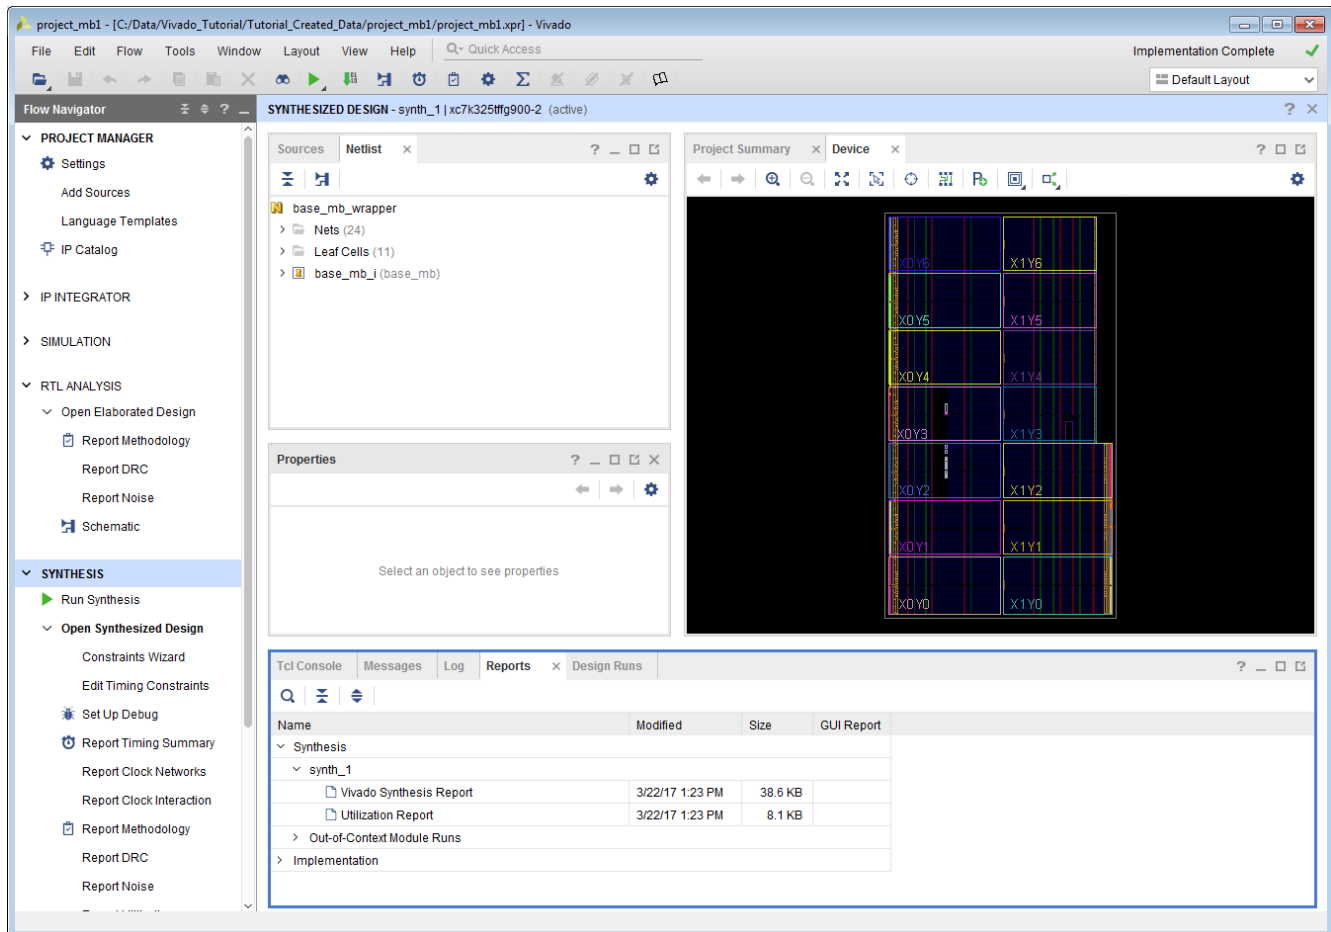 project_mb1 - [C:/Data/Vivado_Tutorial/Tutorial_Created_Data/project_mb1/project_mb1.xpr] - Vivado
File Edit Flow Tools Window Layout View Help Quick Access
Implementation Complete
Default Layout
Flow Navigator
PROJECT MANAGER
Settings
Add Sources
Language Templates
IP Catalog
IP INTEGRATOR
SIMULATION
RTL ANALYSIS
Open Elaborated Design
Report Methodology
Report DRC
Report Noise
Schematic
SYNTHESIS
Run Synthesis
Open Synthesized Design
Constraints Wizard
Edit Timing Constraints
Set Up Debug
Report Timing Summary
Report Clock Networks
Report Clock Interaction
Report Methodology
Report DRC
Report Noise
SYNTHESIZED DESIGN - synth_1 | xc7k325tffg900-2 (active)
Sources Netlist
base_mb_wrapper
Nets (24)
Leaf Cells (11)
base_mb_i (base_mb)
Properties
Select an object to see properties
Project Summary Device
X0Y6 X1Y6
X0Y5 X1Y5
X0Y4 X1Y4
X0Y3 X1Y3
X0Y2 X1Y2
X0Y1 X1Y1
X0Y0 X1Y0
Tcl Console Messages Log Reports Design Runs
Name Modified Size GUI Report
Synthesis
synth_1
Vivado Synthesis Report 3/22/17 1:23 PM 38.6 KB
Utilization Report 3/22/17 1:23 PM 8.1 KB
Out-of-Context Module Runs
Implementation